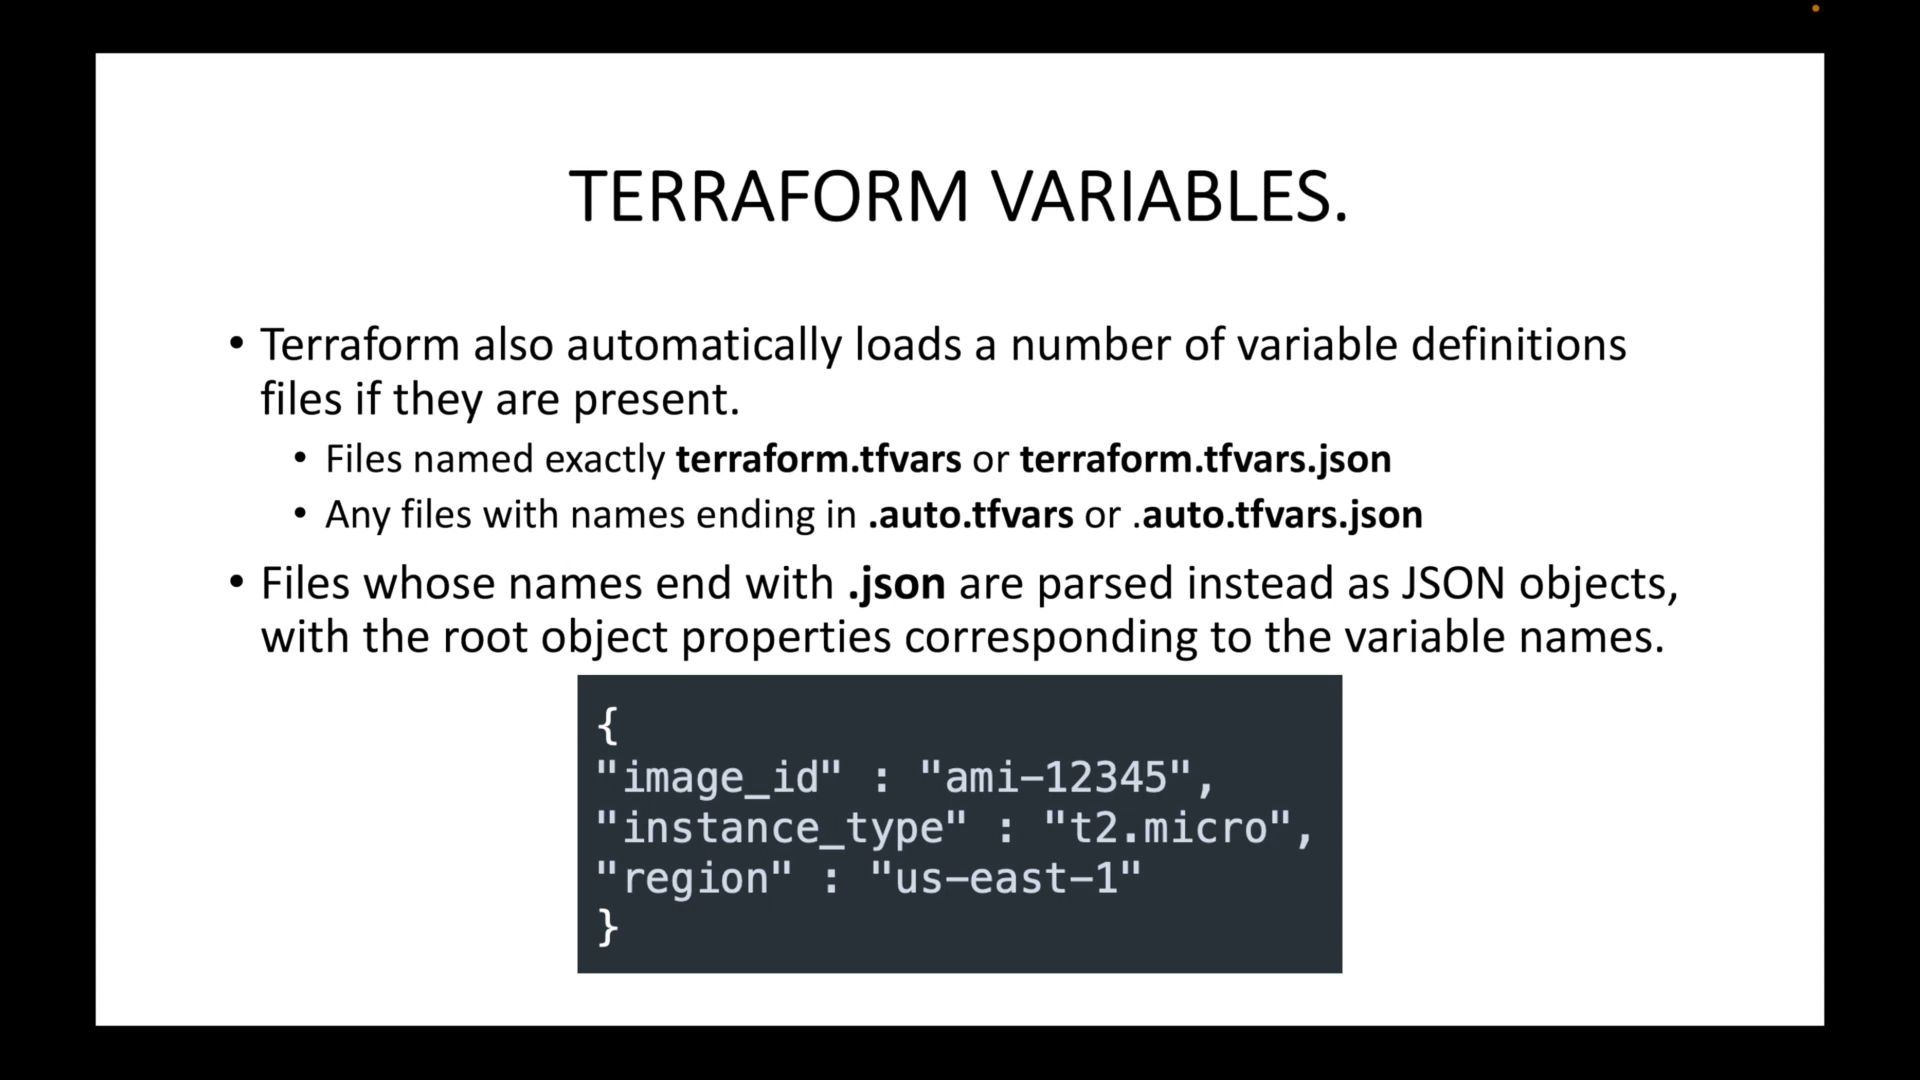 TERRAFORM VARIABLES.
• Terraform also automatically loads a number of variable definitions
files if they are present.
• Files named exactly terraform.tfvars or terraform.tfvars.json
• Any files with names ending in .auto.tfvars or .auto.tfvars.json
• Files whose names end with .json are parsed instead as JSON objects,
with the root object properties corresponding to the variable names.
{
"image_id" : "ami-12345",
"instance_type" : "t2.micro",
"region" : "us-east-1"
}